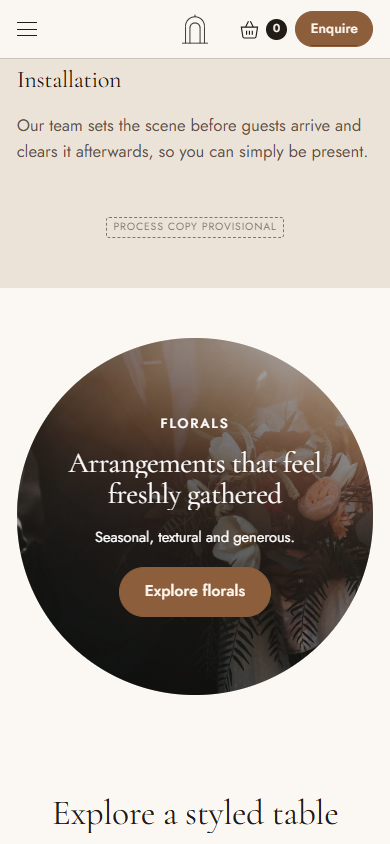 0
Enquire
Installation
Our team sets the scene before guests arrive and
clears it afterwards, so you can simply be present.
PROCESS COPY PROVISIONAL
FLORALS
Arrangements that feel
freshly gathered
Seasonal, textural and generous.
Explore florals
Explore a styled table